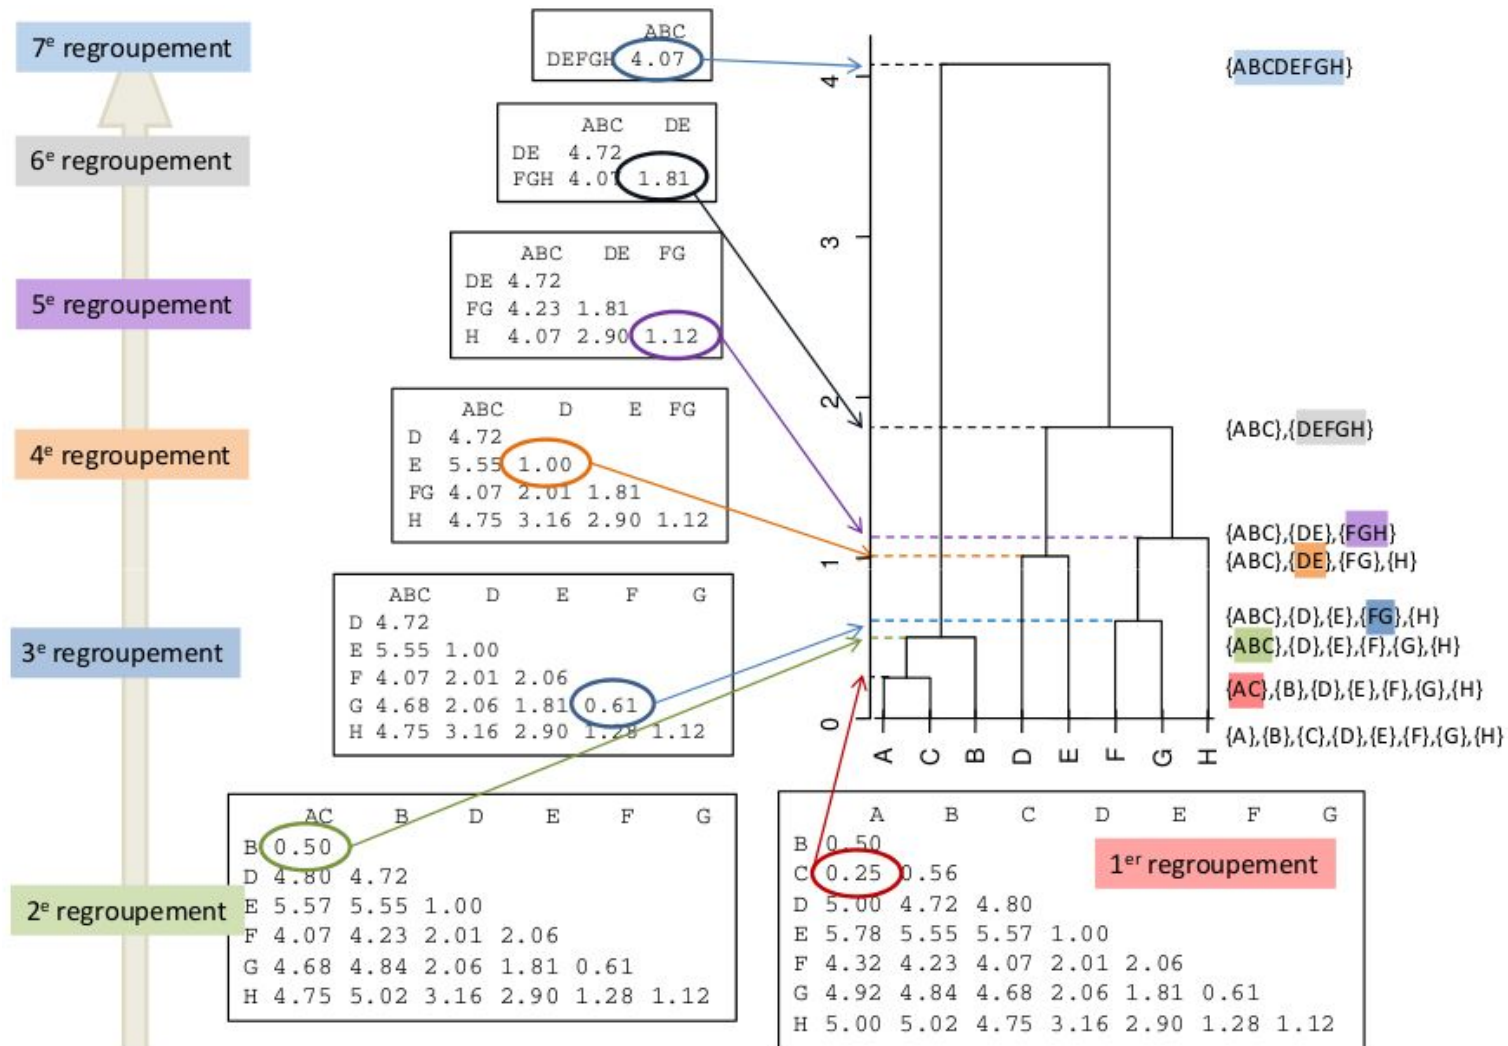 7e regroupement
6e regroupement
5e regroupement
4e regroupement
3e regroupement
2e regroupement
ABC
DEFGH 4.07
ABC DE
DE 4.72
FGH 4.07 1.81
ABC DE FG
DE 4.72
FG 4.23 1.81
H 4.07 2.90 1.12
ABC D E FG
D 4.72
E 5.55 1.00
FG 4.07 2.01 1.81
H 4.75 3.16 2.90 1.12
ABC D E F G
D 4.72
E 5.55 1.00
F 4.07 2.01 2.06
G 4.68 2.06 1.81 0.61
H 4.75 3.16 2.90 1.28 1.12
AC B D E F G
B 0.50
D 4.80 4.72
E 5.57 5.55 1.00
F 4.07 4.23 2.01 2.06
G 4.68 4.84 2.06 1.81 0.61
H 4.75 5.02 3.16 2.90 1.28 1.12
4
3
2
1
0
A C B D E F G H
{ABCDEFGH}
{ABC},{DEFGH}
{ABC},{DE},{FGH}
{ABC},{DE},{FG},{H}
{ABC},{D},{E},{FG},{H}
{ABC},{D},{E},{F},{G},{H}
{AC},{B},{D},{E},{F},{G},{H}
{A},{B},{C},{D},{E},{F},{G},{H}
A B C D E F G
B 0.50
C 0.25 0.56
D 5.00 4.72 4.80
E 5.78 5.55 5.57 1.00
F 4.32 4.23 4.07 2.01 2.06
G 4.92 4.84 4.68 2.06 1.81 0.61
H 5.00 5.02 4.75 3.16 2.90 1.28 1.12
1er regroupement